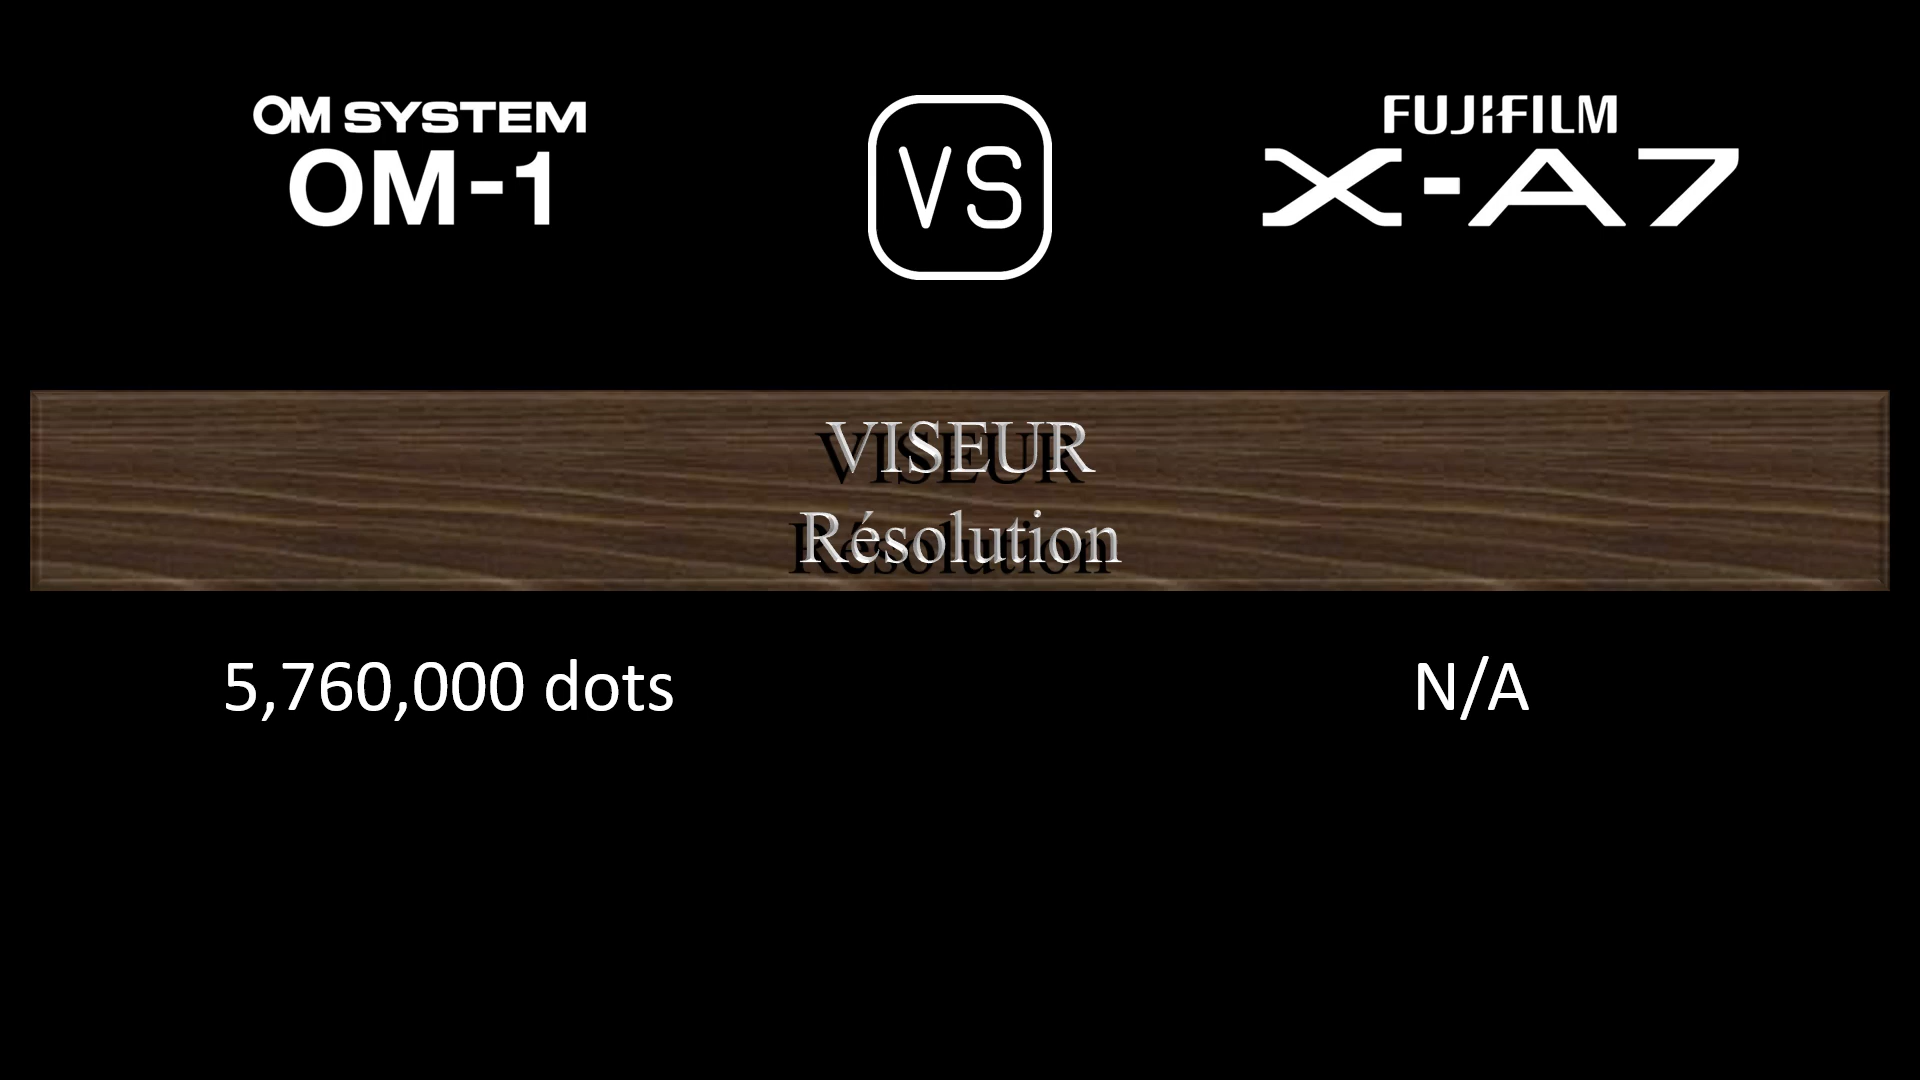 OM SYSTEM
OM-1
VS
FUJIFILM
X-A7
VISEUR
Résolution
5,760,000 dots
N/A